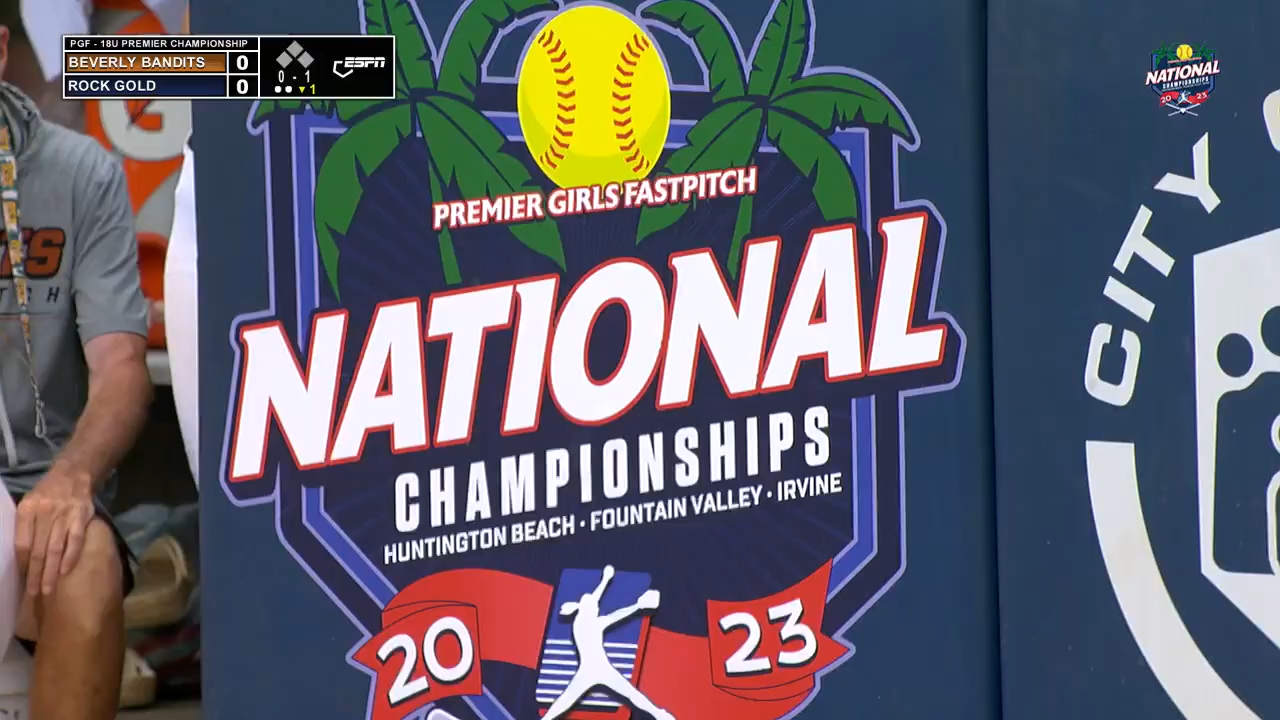 PGF - 18U PREMIER CHAMPIONSHIP
BEVERLY BANDITS 0
ROCK GOLD 0
0 - 1
1
ESPN
NATIONAL
CHAMPIONSHIPS
20 23
PREMIER GIRLS FASTPITCH
NATIONAL
CHAMPIONSHIPS
HUNTINGTON BEACH · FOUNTAIN VALLEY · IRVINE
20 23
CITY